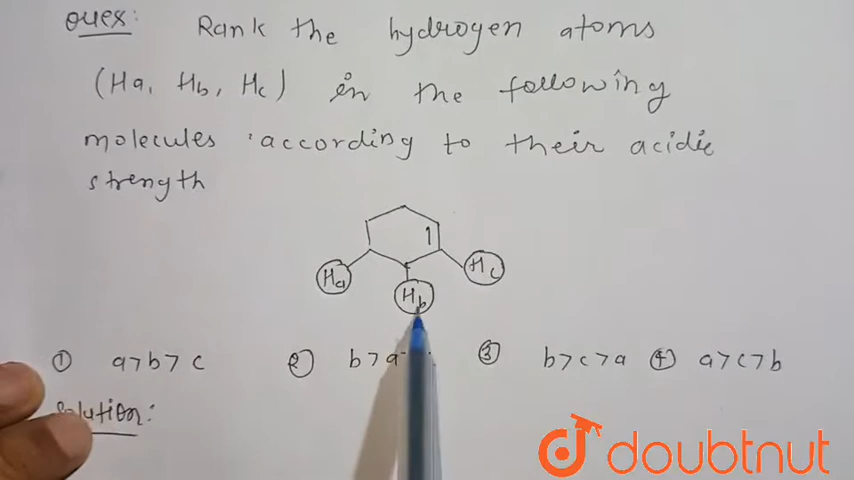 Ques:
Rank the hydrogen atoms
(Ha, Hb, Hc) in the following
molecules according to their acidic
strength
Ha
Hb
Hc
① a>b>c ② b>a ③ b>c>a ④ a>c>b
Solution:
doubtnut